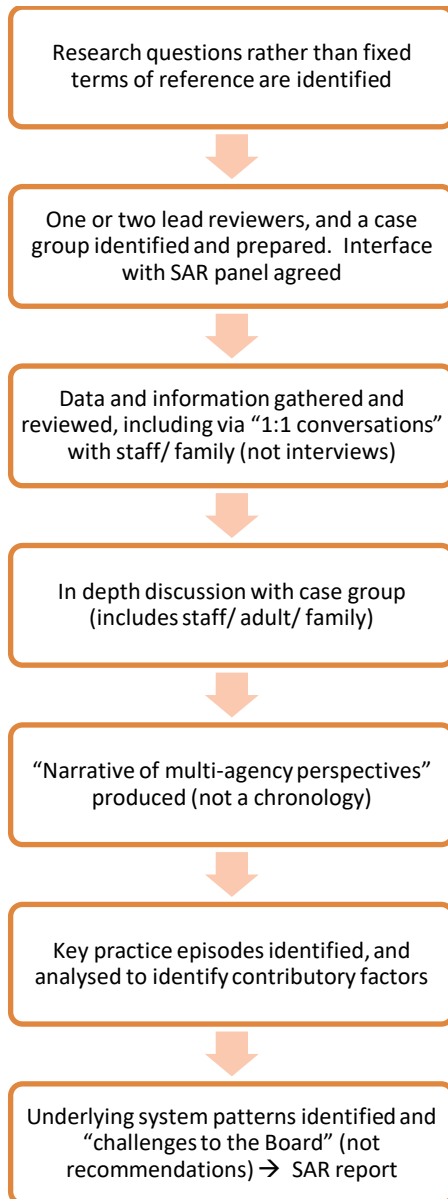 Research questions rather than fixed
terms of reference are identified
One or two lead reviewers, and a case
group identified and prepared.  Interface
with SAR panel agreed
Data and information gathered and
reviewed, including via “1:1 conversations”
with staff/ family (not interviews)
In depth discussion with case group
(includes staff/ adult/ family)
“Narrative of multi-agency perspectives”
produced (not a chronology)
Key practice episodes identified, and
analysed to identify contributory factors
Underlying system patterns identified and
“challenges to the Board” (not
recommendations) → SAR report